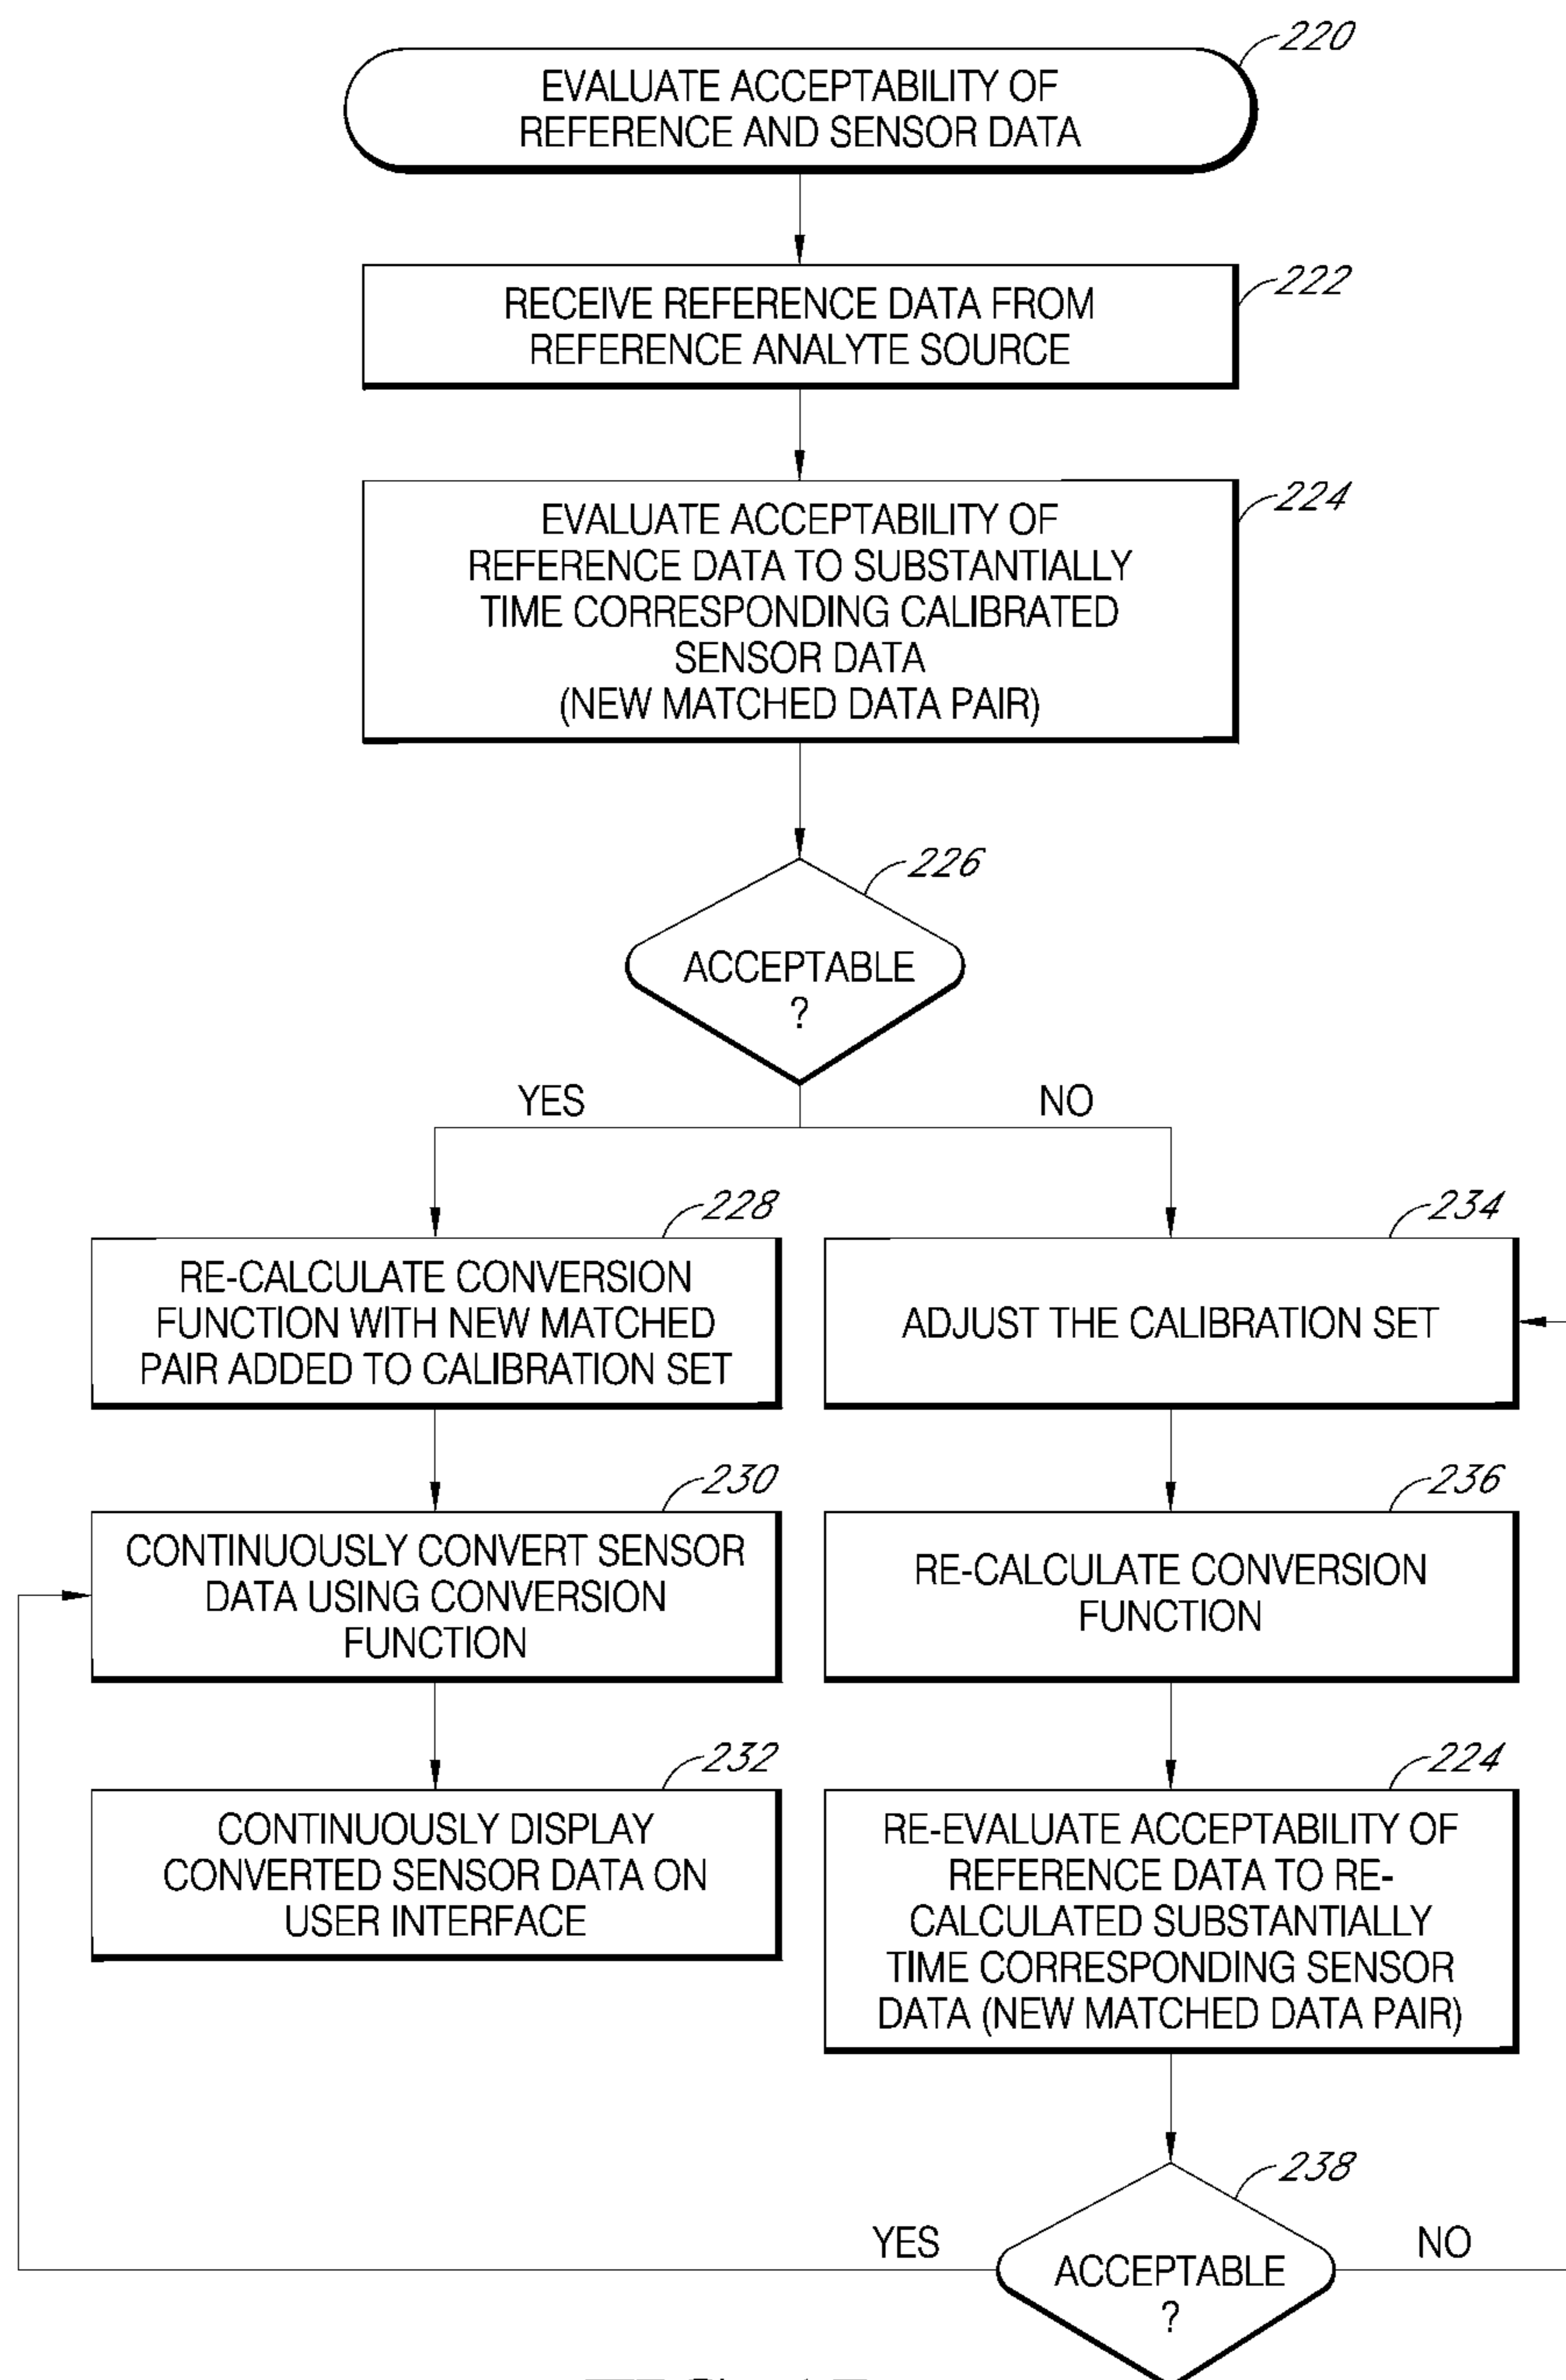 220
EVALUATE ACCEPTABILITY OF
REFERENCE AND SENSOR DATA
222
RECEIVE REFERENCE DATA FROM
REFERENCE ANALYTE SOURCE
224
EVALUATE ACCEPTABILITY OF
REFERENCE DATA TO SUBSTANTIALLY
TIME CORRESPONDING CALIBRATED
SENSOR DATA
(NEW MATCHED DATA PAIR)
226
ACCEPTABLE
?
YES
NO
228
RE-CALCULATE CONVERSION
FUNCTION WITH NEW MATCHED
PAIR ADDED TO CALIBRATION SET
230
CONTINUOUSLY CONVERT SENSOR
DATA USING CONVERSION
FUNCTION
232
CONTINUOUSLY DISPLAY
CONVERTED SENSOR DATA ON
USER INTERFACE
234
ADJUST THE CALIBRATION SET
236
RE-CALCULATE CONVERSION
FUNCTION
224
RE-EVALUATE ACCEPTABILITY OF
REFERENCE DATA TO RE-
CALCULATED SUBSTANTIALLY
TIME CORRESPONDING SENSOR
DATA (NEW MATCHED DATA PAIR)
238
YES
ACCEPTABLE
?
NO